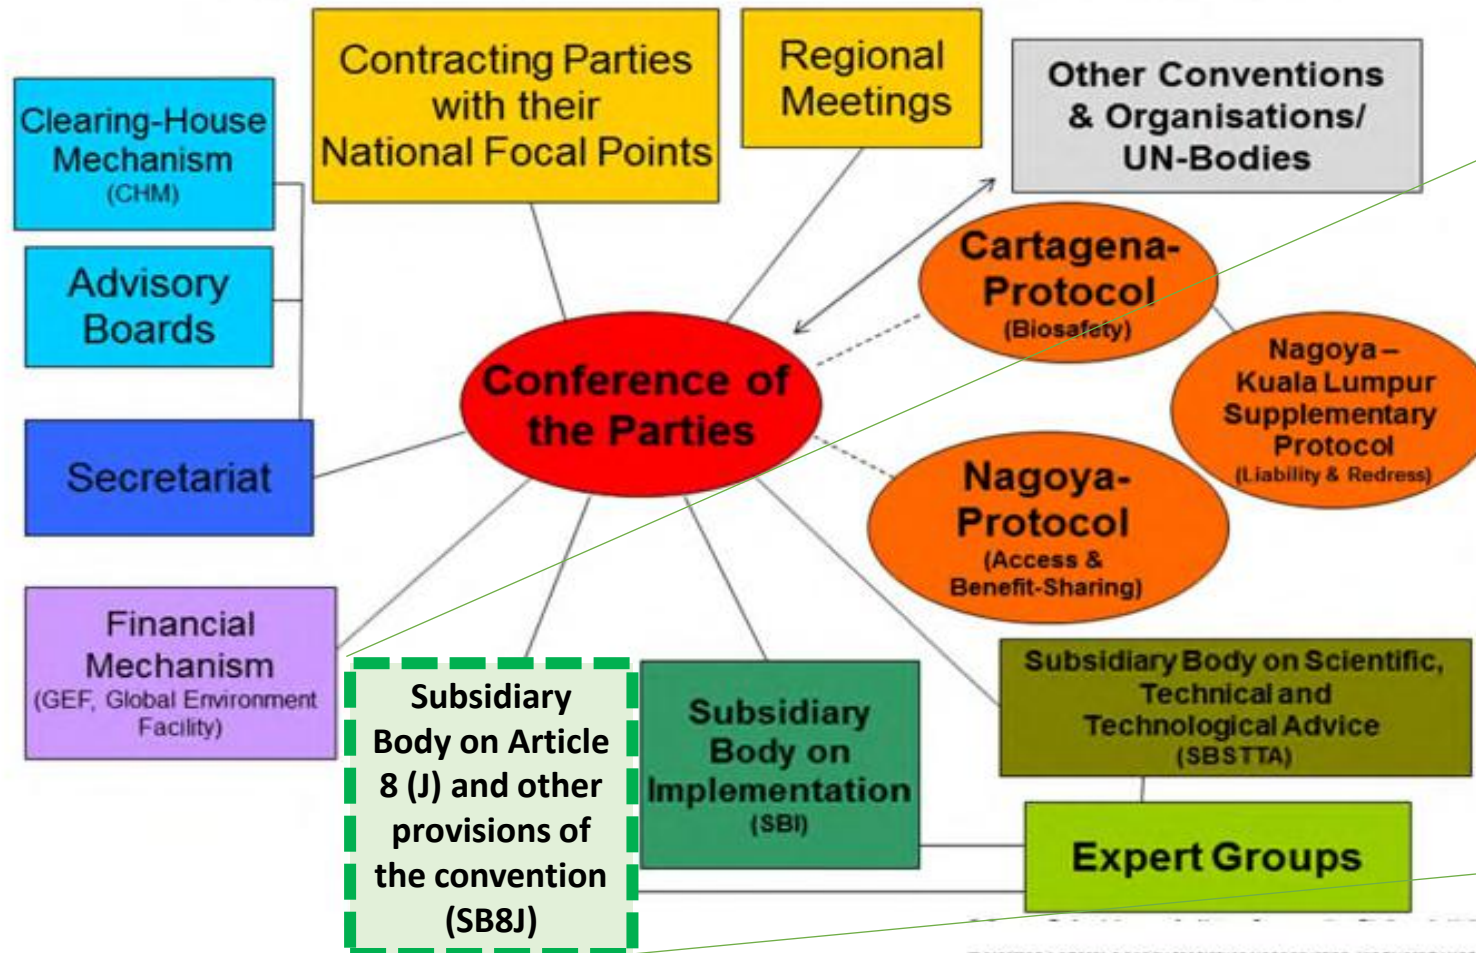 Contracting Parties
with their
National Focal Points
Regional
Meetings
Other Conventions
& Organisations/
UN-Bodies
Clearing-House
Mechanism
(CHM)
Advisory
Boards
Secretariat
Conference of
the Parties
Cartagena-
Protocol
(Biosafety)
Nagoya –
Kuala Lumpur
Supplementary
Protocol
(Liability & Redress)
Nagoya-
Protocol
(Access &
Benefit-Sharing)
Financial
Mechanism
(GEF, Global Environment
Facility)
Subsidiary
Body on Article
8 (J) and other
provisions of
the convention
(SB8J)
Subsidiary
Body on
Implementation
(SBI)
Subsidiary Body on Scientific,
Technical and
Technological Advice
(SBSTTA)
Expert Groups